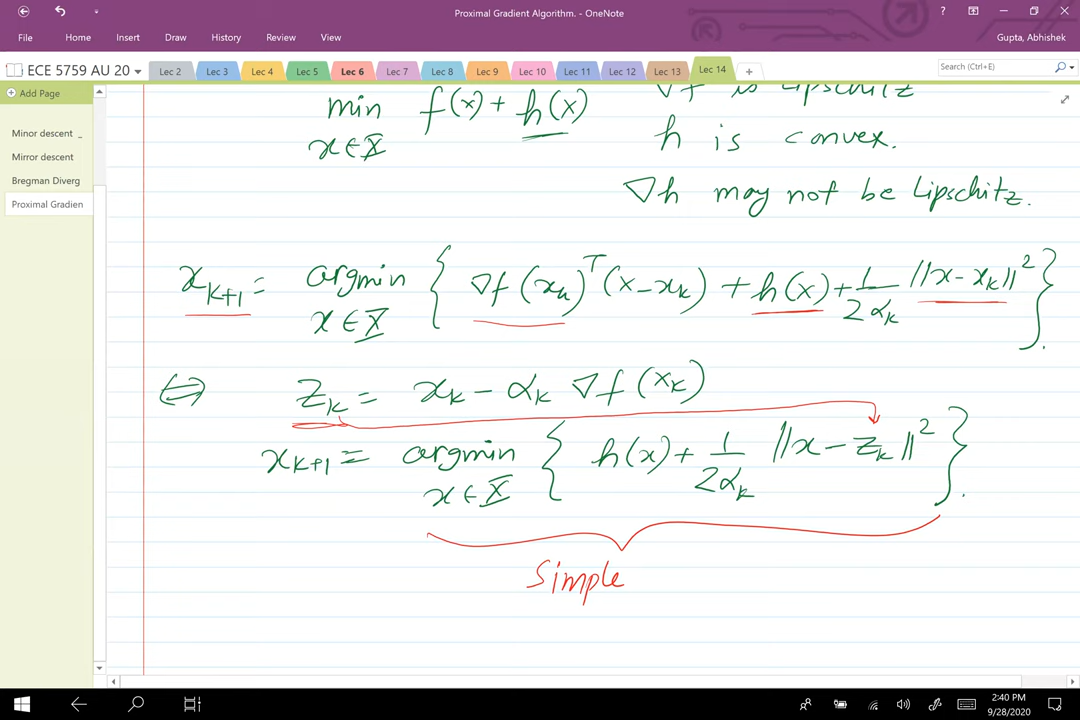 Proximal Gradient Algorithm. - OneNote
File Home Insert Draw History Review View
Gupta, Abhishek
ECE 5759 AU 20
Lec 2 Lec 3 Lec 4 Lec 5 Lec 6 Lec 7 Lec 8 Lec 9 Lec 10 Lec 11 Lec 12 Lec 13 Lec 14
Search (Ctrl+E)
Add Page
Minor descent
Mirror descent
Bregman Diverg
Proximal Gradien
∇f is Lipschitz
min f(x) + h(x)
x∈X
h is convex.
∇h may not be Lipschitz.
x_{k+1} = argmin { ∇f(x_k)^T (x-x_k) + h(x) + 1/2α_k ||x-x_k||^2 }.
x∈X
⇔ z_k = x_k - α_k ∇f(x_k)
x_{k+1} = argmin { h(x) + 1/2α_k ||x - z_k||^2 }.
x∈X
Simple
2:40 PM
9/28/2020